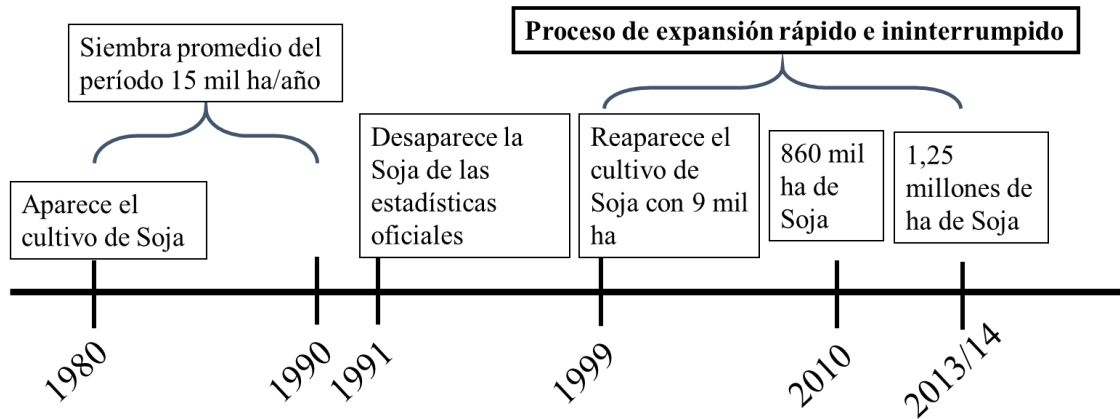 Siembra promedio del
período 15 mil ha/año
Proceso de expansión rápido e ininterrumpido
Aparece el
cultivo de Soja
Desaparece la
Soja de las
estadísticas
oficiales
Reaparece el
cultivo de
Soja con 9 mil
ha
860 mil
ha de
Soja
1,25
millones de
ha de Soja
1980
1990
1991
1999
2010
2013/14